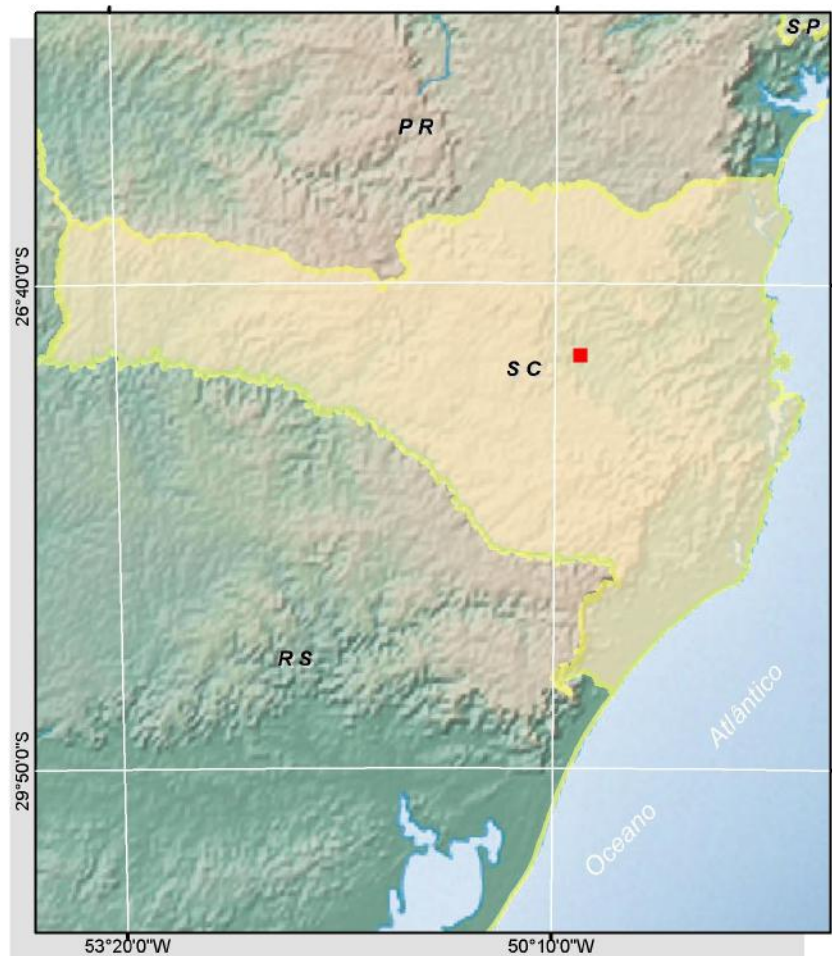 S P
P R
26°40'0"S
S C
R S
Atlântico
29°50'0"S
Oceano
53°20'0"W
50°10'0"W